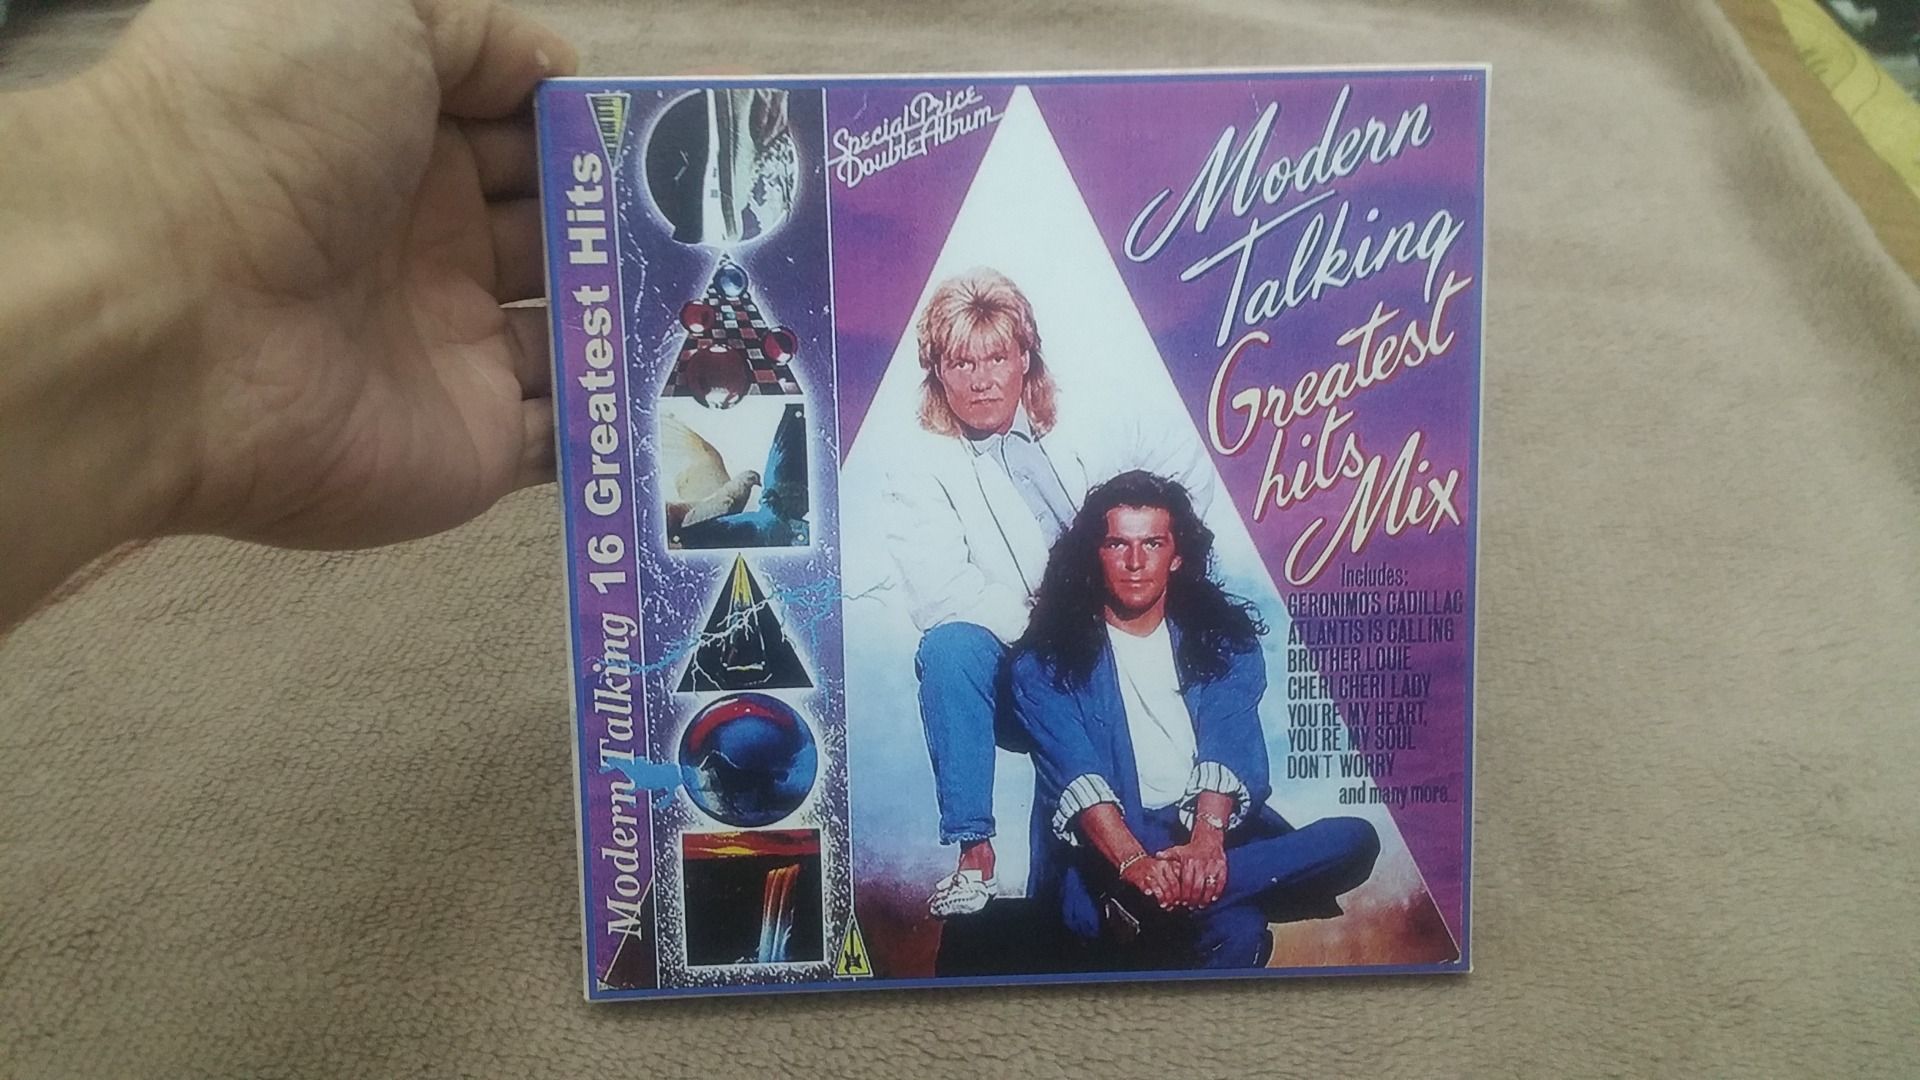 Modern Talking 16 Greatest Hits
Special Price
Double Album
Modern
Talking
Greatest
hits
Mix
Includes:
GERONIMO'S CADILLAC
ATLANTIS IS CALLING
BROTHER LOUIE
CHERI CHERI LADY
YOU'RE MY HEART,
YOU'RE MY SOUL
DON'T WORRY
and many more...